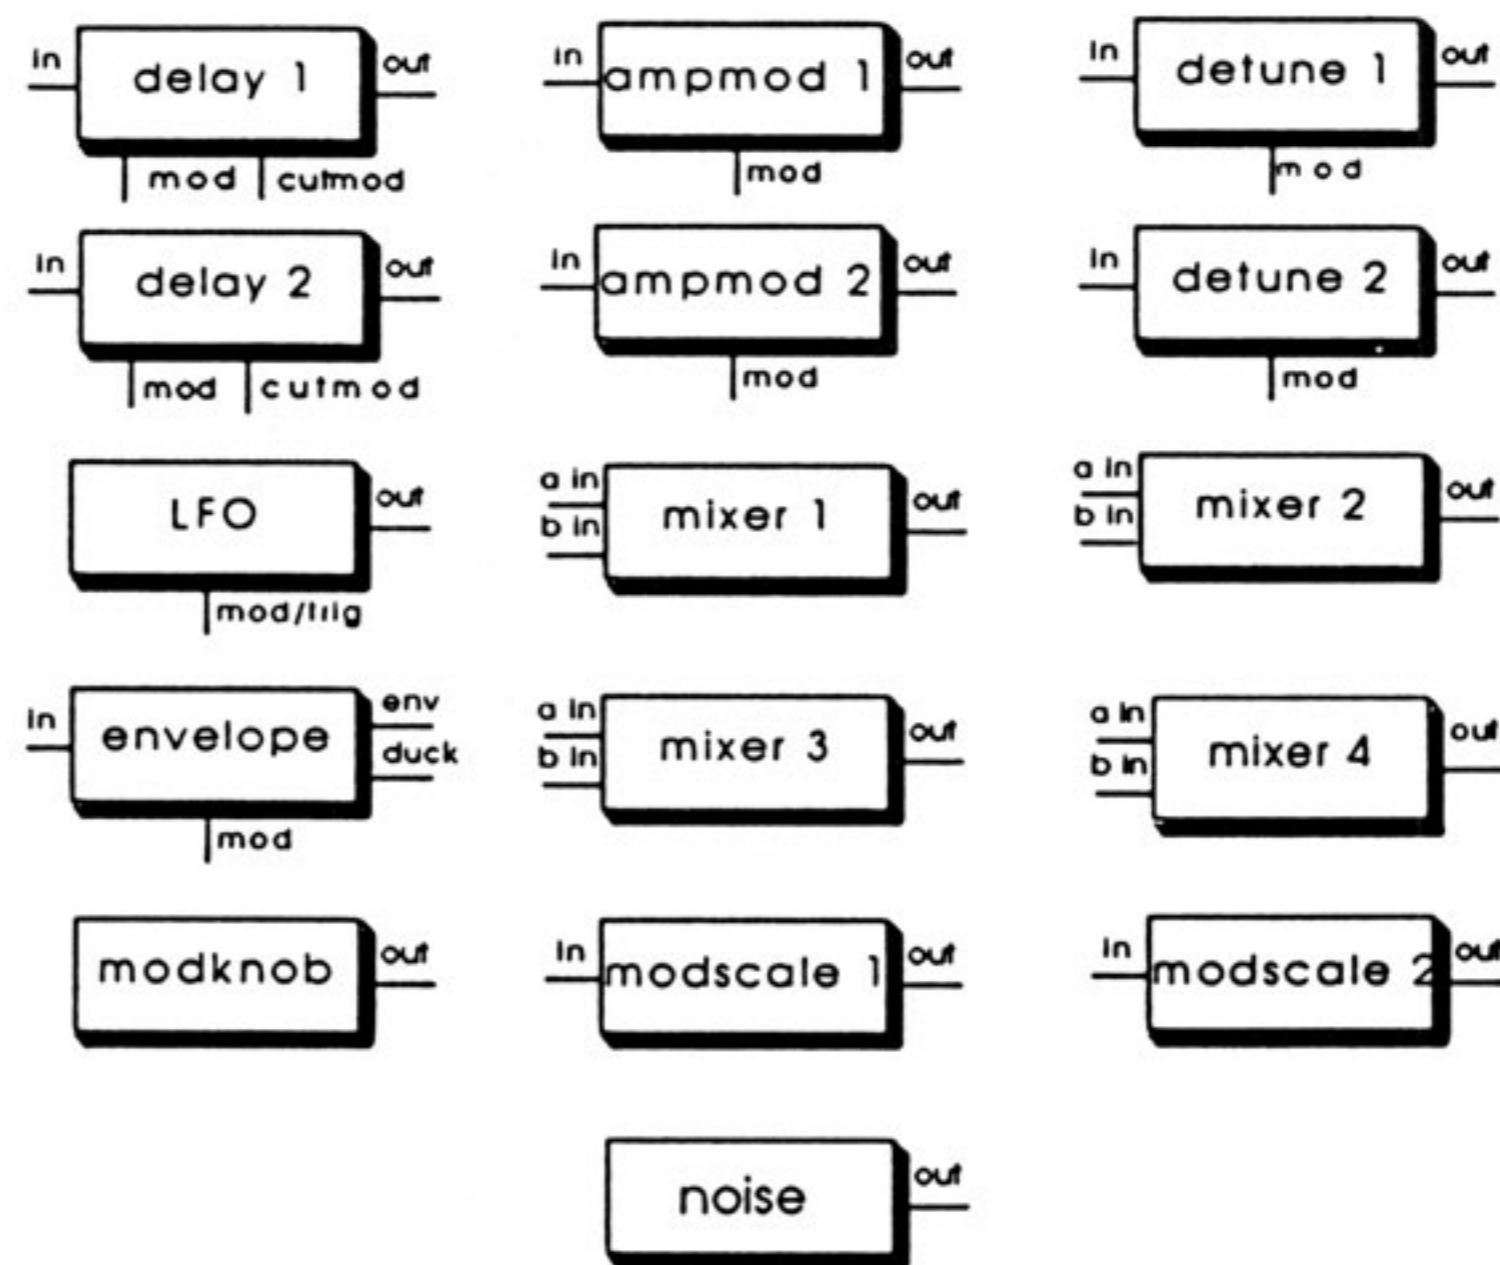 in delay 1 out
mod cutmod
in ampmod 1 out
mod
in detune 1 out
mod
in delay 2 out
mod cutmod
in ampmod 2 out
mod
in detune 2 out
mod
LFO out
mod/trig
a in
b in
mixer 1 out
a in
b in
mixer 2 out
in envelope env
duck
mod
a in
b in
mixer 3 out
a in
b in
mixer 4 out
modknob out
in modscale 1 out
in modscale 2 out
noise out